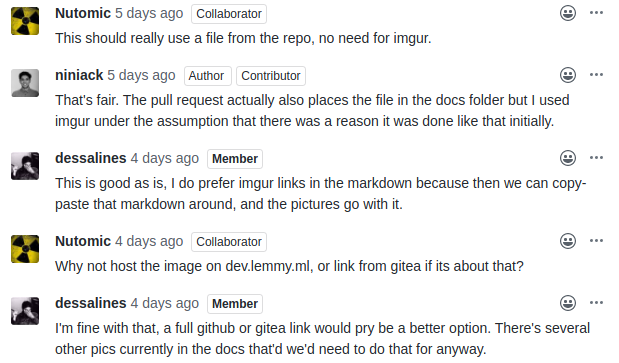 Nutomic 5 days ago Collaborator
This should really use a file from the repo, no need for imgur.
niniack 5 days ago Author Contributor
That's fair. The pull request actually also places the file in the docs folder but I used
imgur under the assumption that there was a reason it was done like that initially.
dessalines 4 days ago Member
This is good as is, I do prefer imgur links in the markdown because then we can copy-
paste that markdown around, and the pictures go with it.
Nutomic 4 days ago Collaborator
Why not host the image on dev.lemmy.ml, or link from gitea if its about that?
dessalines 4 days ago Member
I'm fine with that, a full github or gitea link would pry be a better option. There's several
other pics currently in the docs that'd we'd need to do that for anyway.